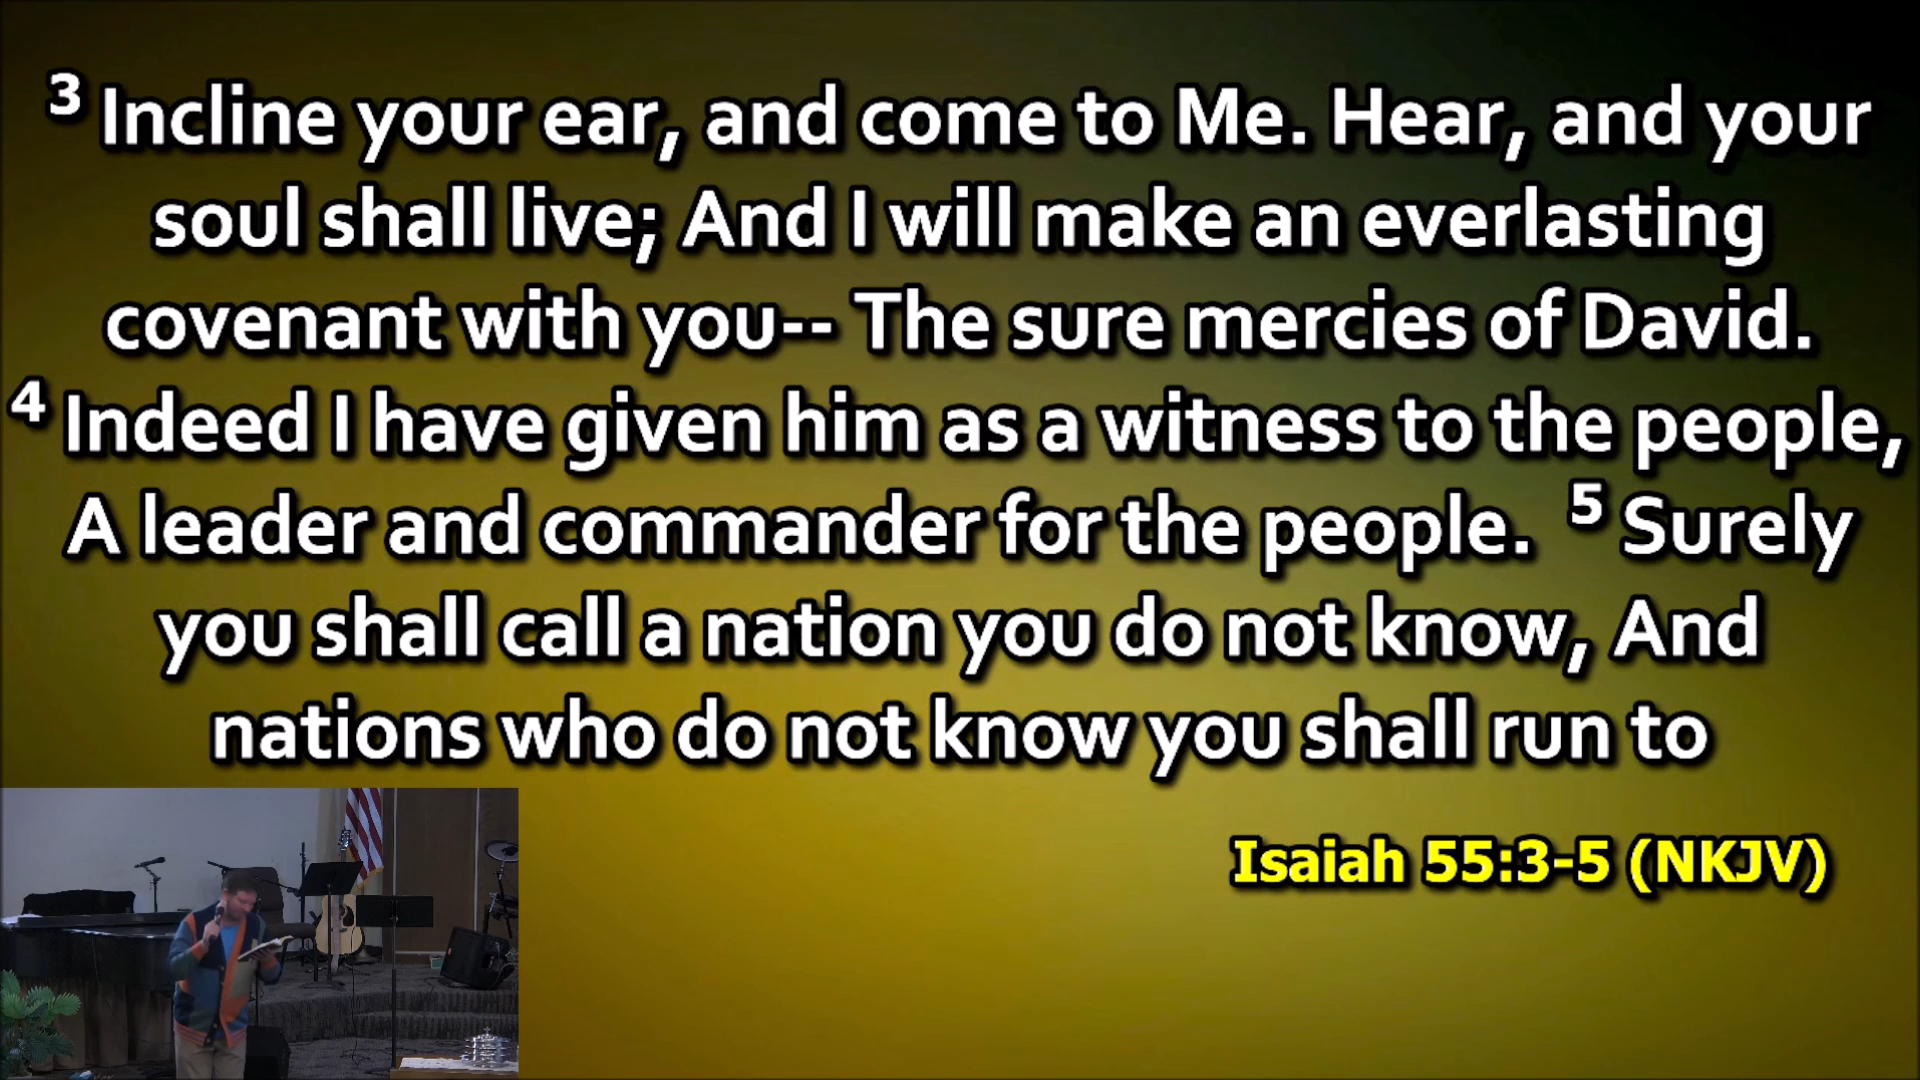 3 Incline your ear, and come to Me. Hear, and your
soul shall live; And I will make an everlasting
covenant with you-- The sure mercies of David.
4 Indeed I have given him as a witness to the people,
A leader and commander for the people. 5 Surely
you shall call a nation you do not know, And
nations who do not know you shall run to
Isaiah 55:3-5 (NKJV)